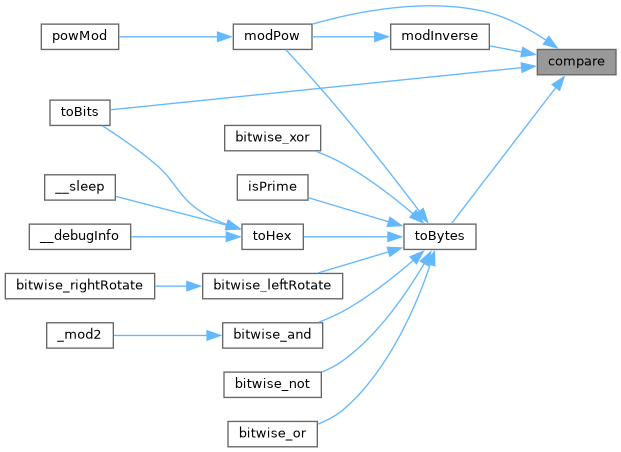 powMod
modPow
modInverse
compare
toBits
bitwise_xor
isPrime
__sleep
__debugInfo
toHex
toBytes
bitwise_rightRotate
bitwise_leftRotate
_mod2
bitwise_and
bitwise_not
bitwise_or